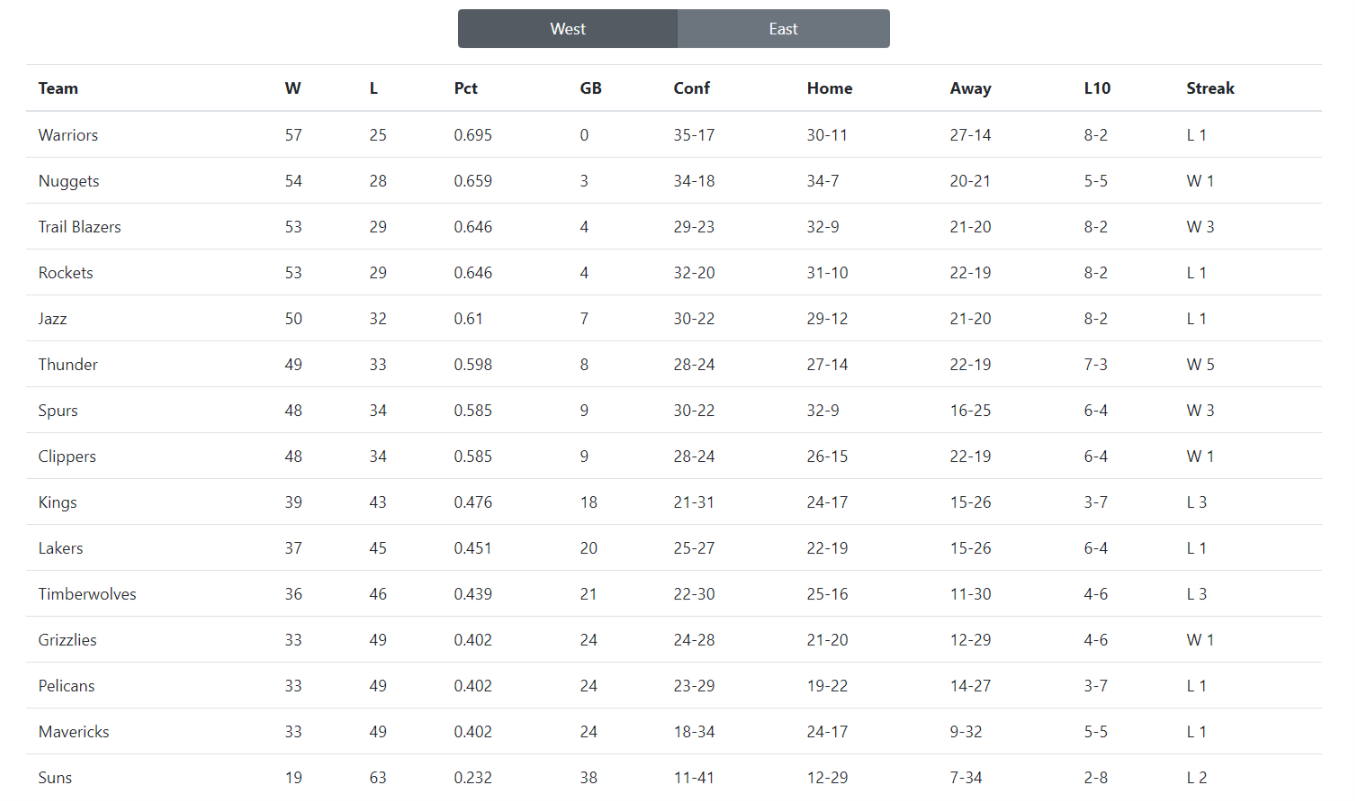 West East
Team W L Pct GB Conf Home Away L10 Streak
Warriors 57 25 0.695 0 35-17 30-11 27-14 8-2 L 1
Nuggets 54 28 0.659 3 34-18 34-7 20-21 5-5 W 1
Trail Blazers 53 29 0.646 4 29-23 32-9 21-20 8-2 W 3
Rockets 53 29 0.646 4 32-20 31-10 22-19 8-2 L 1
Jazz 50 32 0.61 7 30-22 29-12 21-20 8-2 L 1
Thunder 49 33 0.598 8 28-24 27-14 22-19 7-3 W 5
Spurs 48 34 0.585 9 30-22 32-9 16-25 6-4 W 3
Clippers 48 34 0.585 9 28-24 26-15 22-19 6-4 W 1
Kings 39 43 0.476 18 21-31 24-17 15-26 3-7 L 3
Lakers 37 45 0.451 20 25-27 22-19 15-26 6-4 L 1
Timberwolves 36 46 0.439 21 22-30 25-16 11-30 4-6 L 3
Grizzlies 33 49 0.402 24 24-28 21-20 12-29 4-6 W 1
Pelicans 33 49 0.402 24 23-29 19-22 14-27 3-7 L 1
Mavericks 33 49 0.402 24 18-34 24-17 9-32 5-5 L 1
Suns 19 63 0.232 38 11-41 12-29 7-34 2-8 L 2